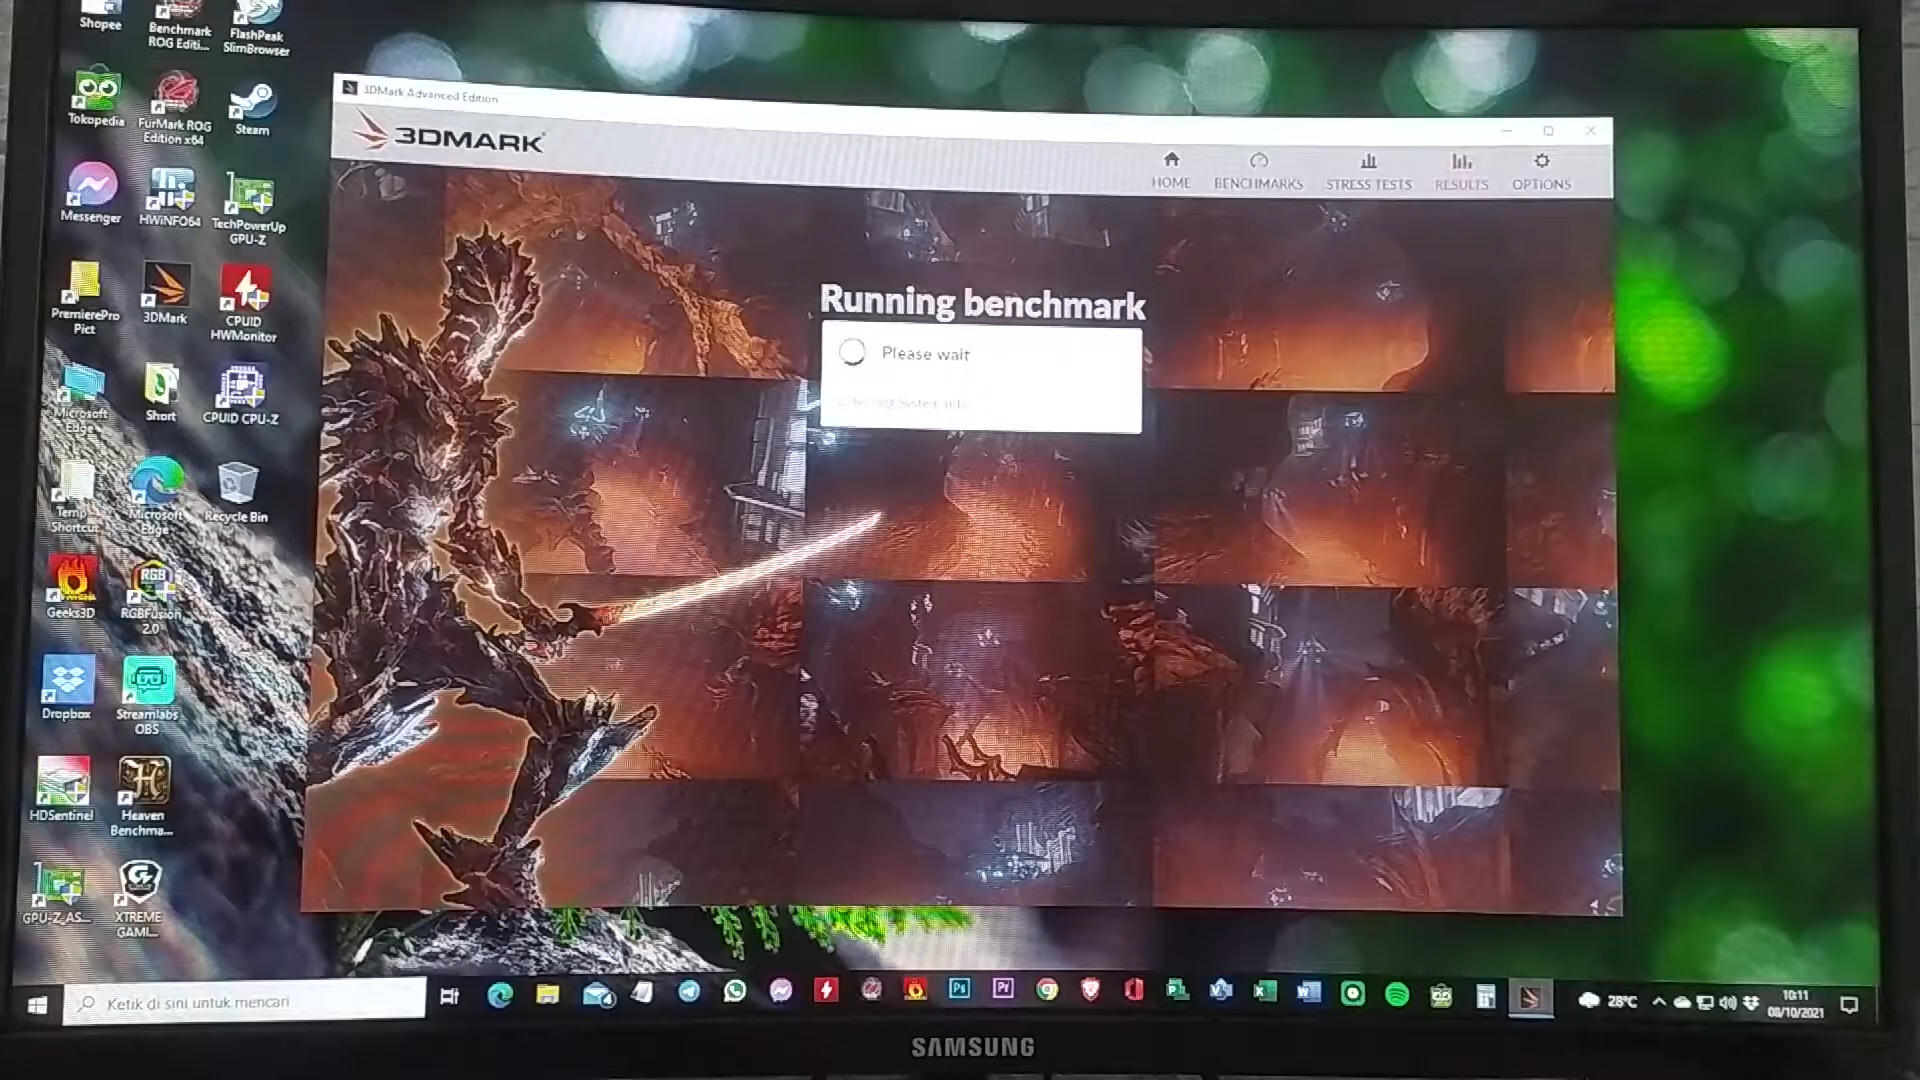 Shopee
Benchmark
ROG Editi...
FlashPeak
SlimBrowser
Tokopedia
FurMark ROG
Edition x64
Steam
Messenger
HWiNFO64
TechPowerUp
GPU-Z
PremierePro
Pict
3DMark
CPUID
HWMonitor
Microsoft
Edge
Short
CPUID CPU-Z
Temp
Shortcut
Microsoft
Edge
Recycle Bin
Geeks3D
RGB
RGBFusion
2.0
Dropbox
Streamlabs
OBS
HDSentinel
Heaven
Benchma...
GPU-Z_AS...
XTREME
GAMI...
3DMark Advanced Edition
3DMARK
HOME
BENCHMARKS
STRESS TESTS
RESULTS
OPTIONS
Running benchmark
Please wait
Ketik di sini untuk mencari
4
Ps
Pr
28°C
10:11
08/10/2021
SAMSUNG